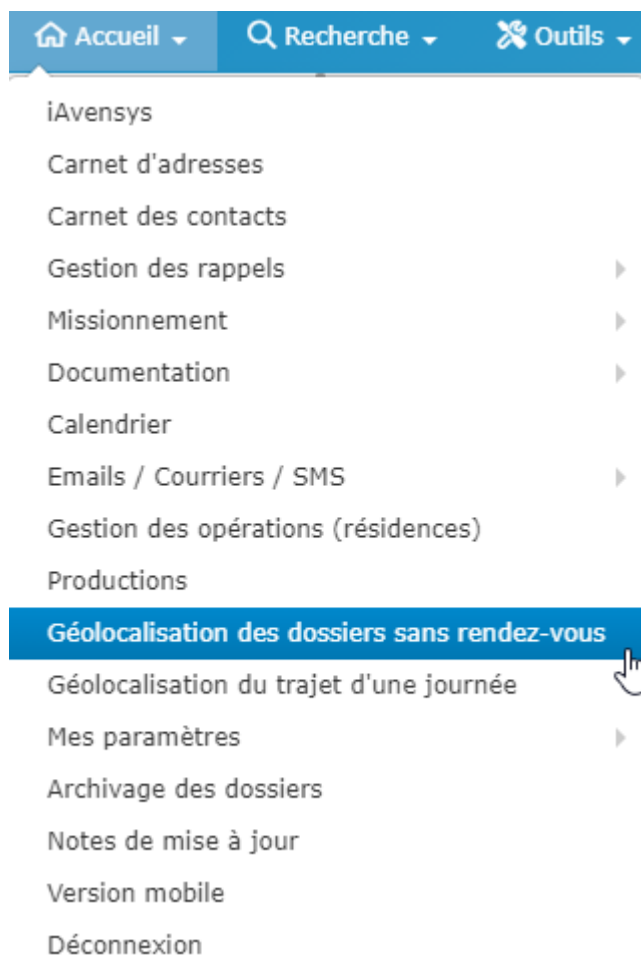 Accueil Recherche Outils
iAvensys
Carnet d'adresses
Carnet des contacts
Gestion des rappels
Missionnement
Documentation
Calendrier
Emails / Courriers / SMS
Gestion des opérations (résidences)
Productions
Géolocalisation des dossiers sans rendez-vous
Géolocalisation du trajet d'une journée
Mes paramètres
Archivage des dossiers
Notes de mise à jour
Version mobile
Déconnexion